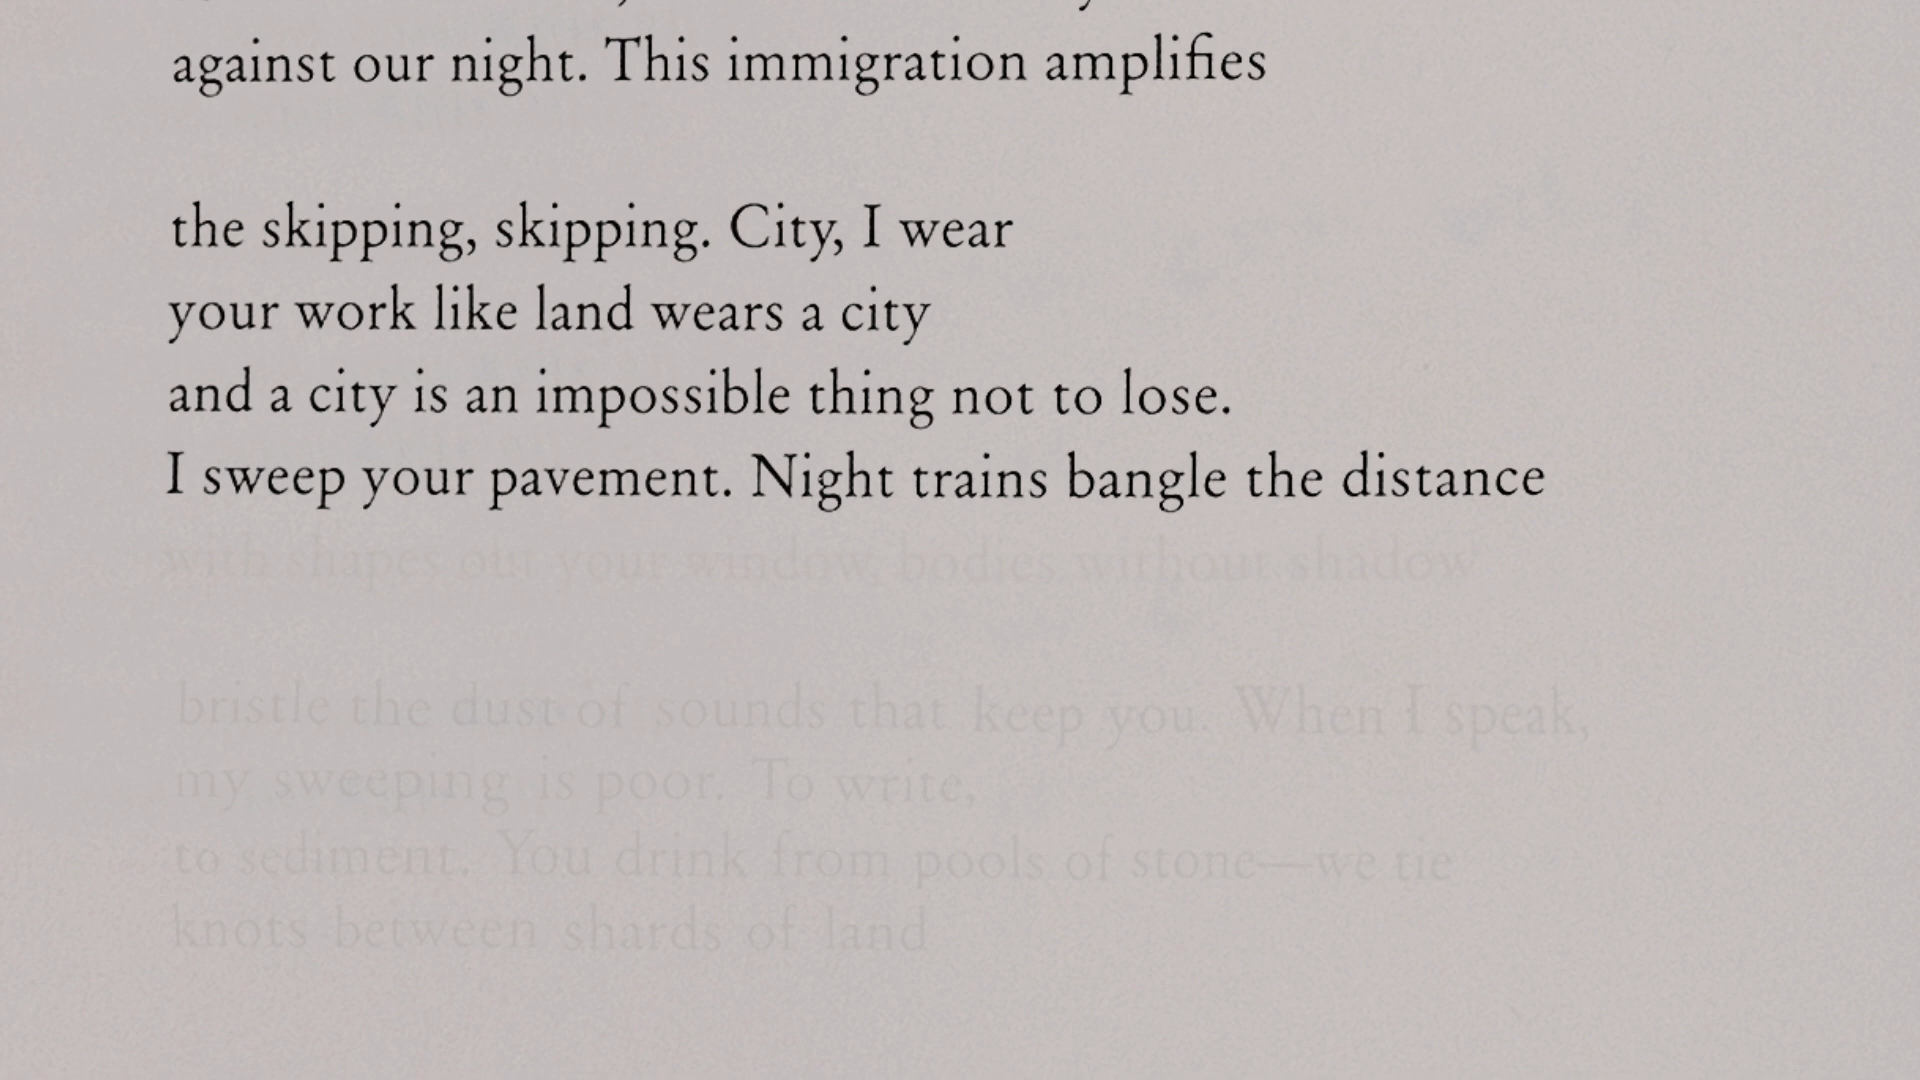 against our night. This immigration amplifies
the skipping, skipping. City, I wear
your work like land wears a city
and a city is an impossible thing not to lose.
I sweep your pavement. Night trains bangle the distance
with shapes out your window, bodies without shadow
bristle the dust of sounds that keep you. When I speak,
my sweeping is poor. To write,
to sediment. You drink from pools of stone—we tie
knots between shards of land